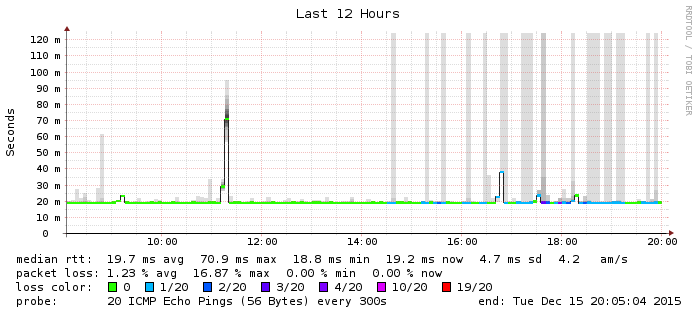 Last 12 Hours
RRDTOOL / TOBI OETIKER
Seconds
120 m
110 m
100 m
90 m
80 m
70 m
60 m
50 m
40 m
30 m
20 m
10 m
0
10:00 12:00 14:00 16:00 18:00 20:00
median rtt: 19.7 ms avg 70.9 ms max 18.8 ms min 19.2 ms now 4.7 ms sd 4.2 am/s
packet loss: 1.23 % avg 16.87 % max 0.00 % min 0.00 % now
loss color: 0 1/20 2/20 3/20 4/20 10/20 19/20
probe: 20 ICMP Echo Pings (56 Bytes) every 300s end: Tue Dec 15 20:05:04 2015